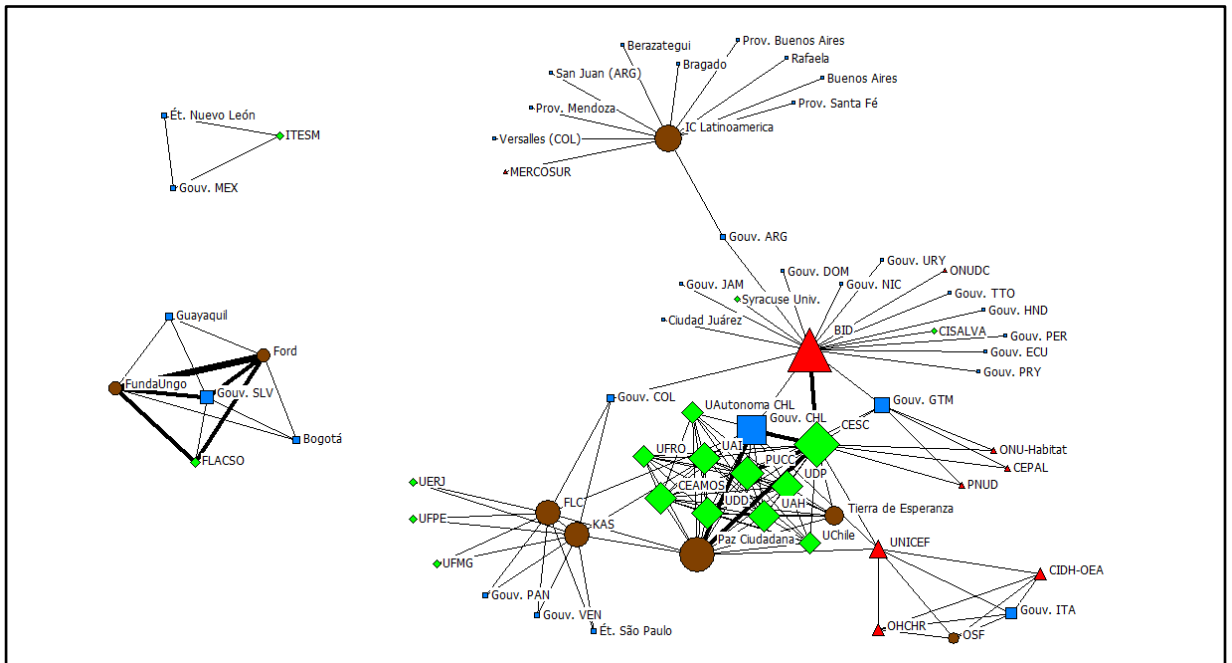 Berazategui
Prov. Buenos Aires
Bragado
Rafaela
San Juan (ARG)
Buenos Aires
Prov. Mendoza
Prov. Santa Fé
Ét. Nuevo León
IC Latinoamerica
ITESM
Versalles (COL)
MERCOSUR
Gouv. MEX
Gouv. ARG
Gouv. URY
Gouv. DOM
ONUDC
Gouv. JAM
Gouv. NIC
Syracuse Univ.
Gouv. TTO
Gouv. HND
Guayaquil
Ciudad Juárez
BID
CISALVA
Gouv. PER
Ford
Gouv. ECU
Gouv. PRY
FundaUngo
Gouv. SLV
UAutonoma CHL
Gouv. COL
Gouv. GTM
Gouv. CHL
CESC
Bogotá
UFRO
UAI
ONU-Habitat
FLACSO
PUCC
CEPAL
UDP
UERJ
CEAMOS
PNUD
UDD
UAH
FLC
Tierra de Esperanza
UFPE
KAS
UChile
Paz Ciudadana
UNICEF
UFMG
CIDH-OEA
Gouv. PAN
Gouv. VEN
Gouv. ITA
Ét. São Paulo
OHCHR
OSF